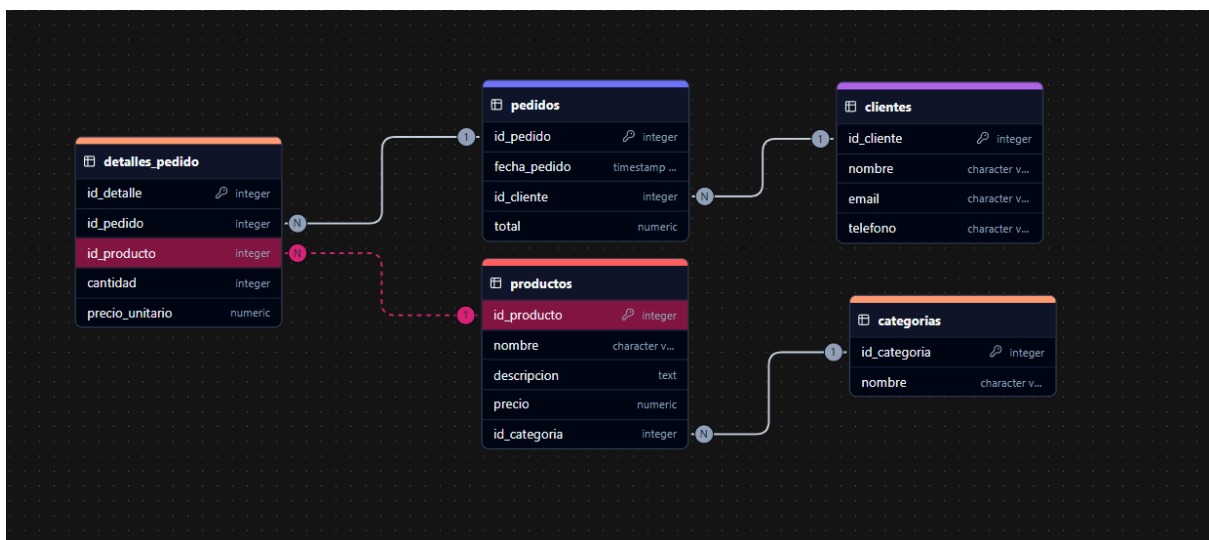 detalles_pedido
id_detalle integer
id_pedido integer
id_producto integer
cantidad integer
precio_unitario numeric
N
N
pedidos
id_pedido integer
fecha_pedido timestamp ...
id_cliente integer
total numeric
1
N
productos
id_producto integer
nombre character v...
descripcion text
precio numeric
id_categoria integer
1
N
clientes
id_cliente integer
nombre character v...
email character v...
telefono character v...
1
categorias
id_categoria integer
nombre character v...
1